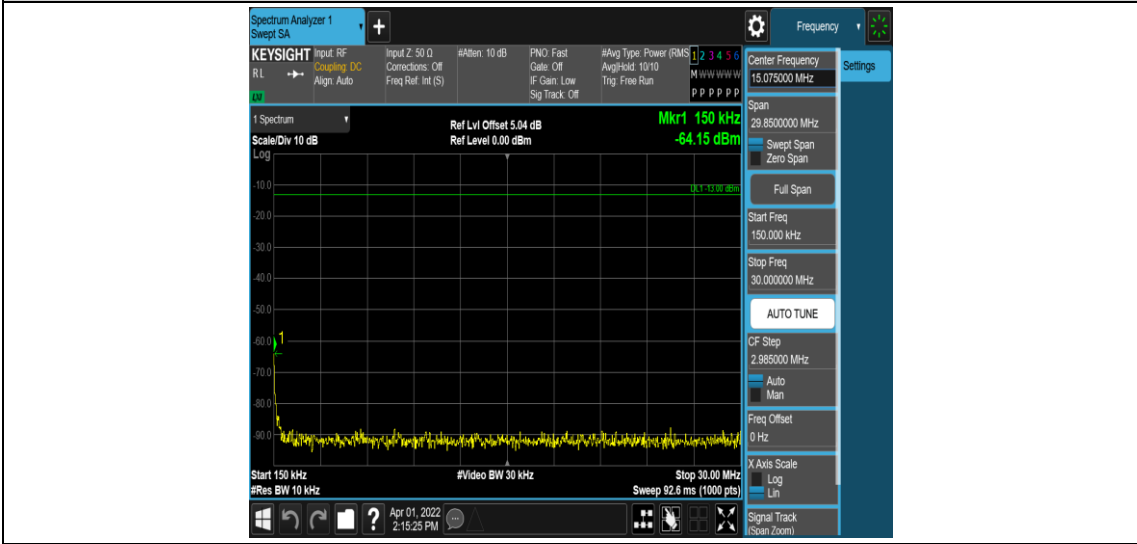 Spectrum Analyzer 1
Swept SA
+
Frequency
KEYSIGHT
RL
Input: RF
Coupling: DC
Align: Auto
Input Z: 50 Ω
Corrections: Off
Freq Ref: Int (S)
#Atten: 10 dB
PNO: Fast
Gate: Off
IF Gain: Low
Sig Track: Off
#Avg Type: Power (RMS
Avg|Hold: 10/10
Trig: Free Run
1 2 3 4 5 6
M W W W W W
P P P P P P
1 Spectrum
Scale/Div 10 dB
Log
Ref Lvl Offset 5.04 dB
Ref Level 0.00 dBm
Mkr1 150 kHz
-64.15 dBm
DL1 -13.00 dBm
-10.0
-20.0
-30.0
-40.0
-50.0
-60.0
-70.0
-80.0
-90.0
1
Start 150 kHz
#Res BW 10 kHz
#Video BW 30 kHz
Stop 30.00 MHz
Sweep 92.6 ms (1000 pts)
Apr 01, 2022
2:15:25 PM
?
Center Frequency
15.075000 MHz
Settings
Span
29.8500000 MHz
Swept Span
Zero Span
Full Span
Start Freq
150.000 kHz
Stop Freq
30.000000 MHz
AUTO TUNE
CF Step
2.985000 MHz
Auto
Man
Freq Offset
0 Hz
X Axis Scale
Log
Lin
Signal Track
(Span Zoom)